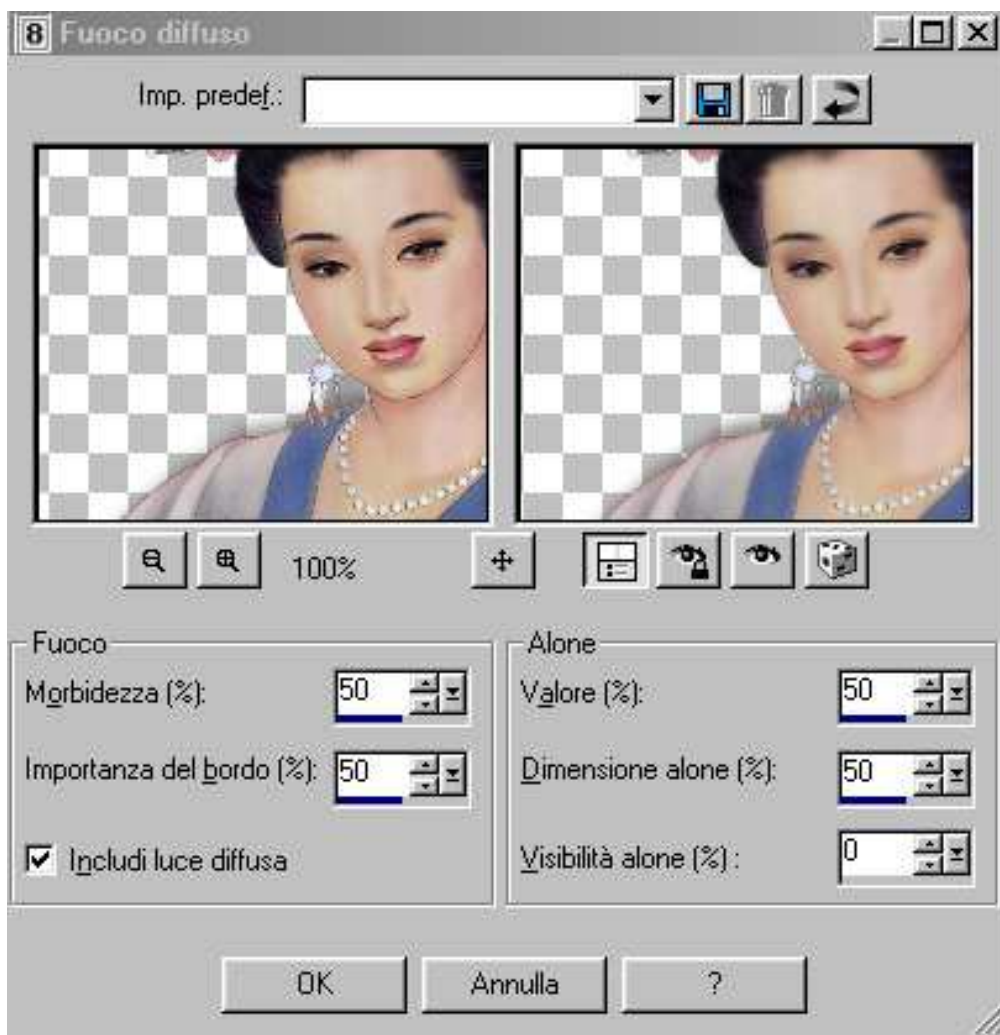 8 Fuoco diffuso
Imp. predef.:
100%
Fuoco
Morbidezza (%): 50
Importanza del bordo (%): 50
Includi luce diffusa
Alone
Valore (%): 50
Dimensione alone (%): 50
Visibilità alone (%) : 0
OK
Annulla
?